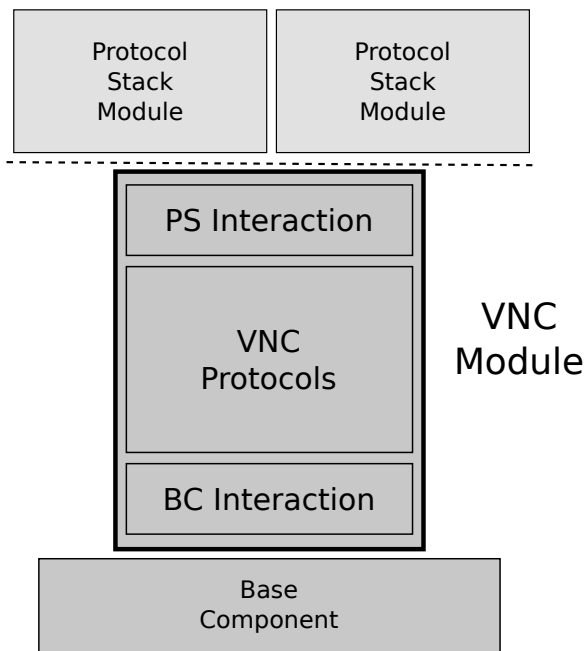 Protocol
Stack
Module
Protocol
Stack
Module
PS Interaction
VNC
Protocols
VNC
Module
BC Interaction
Base
Component